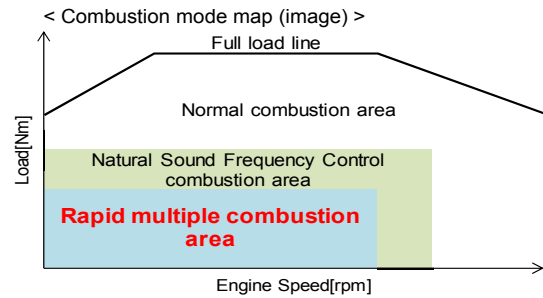 < Combustion mode map (image)>
Full load line
Normal combustion area
Load[Nm]
Natural Sound Frequency Control
combustion area
Rapid multiple combustion
area
Engine Speed[rpm]